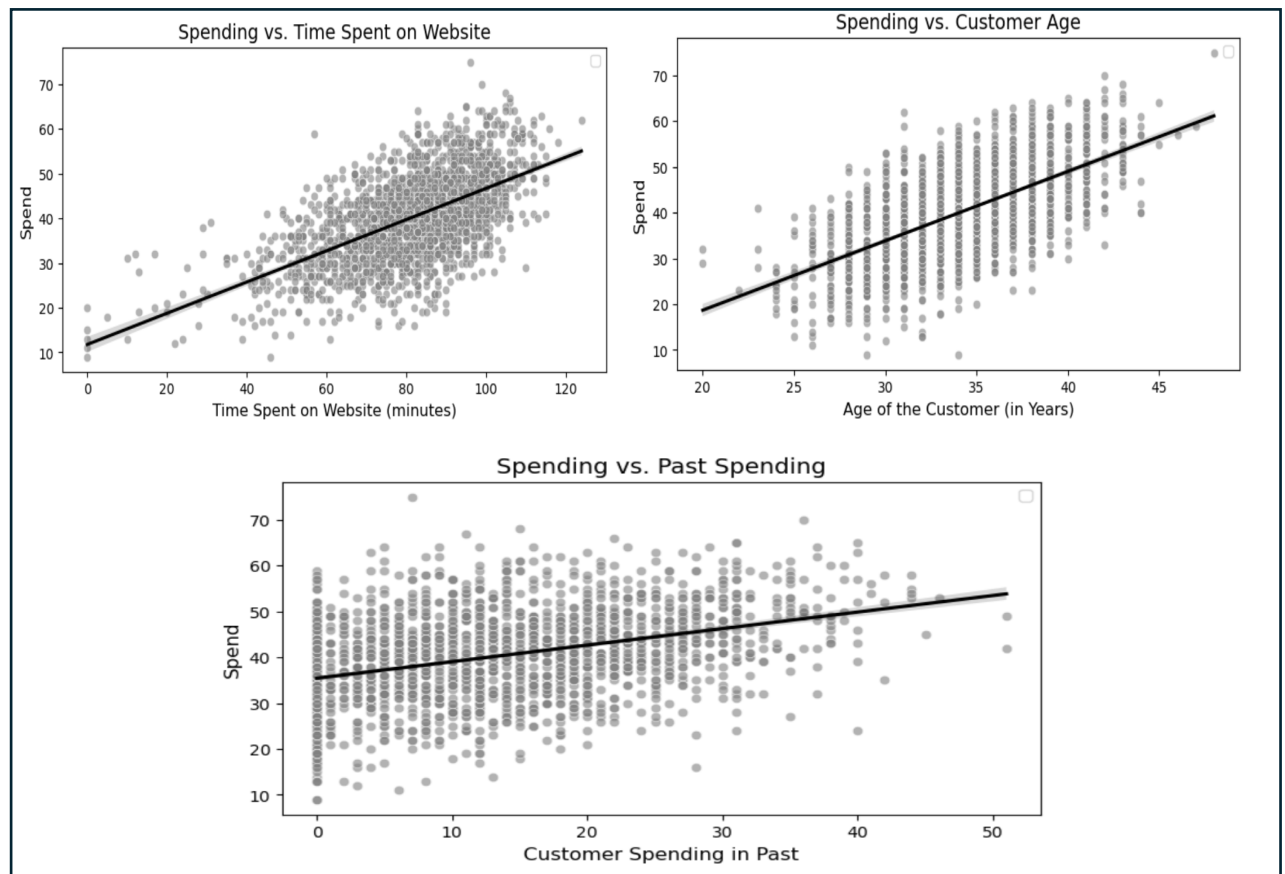 Spending vs. Time Spent on Website
Spend
70
60
50
40
30
20
10
0 20 40 60 80 100 120
Time Spent on Website (minutes)
Spending vs. Customer Age
Spend
70
60
50
40
30
20
10
20 25 30 35 40 45
Age of the Customer (in Years)
Spending vs. Past Spending
Spend
70
60
50
40
30
20
10
0 10 20 30 40 50
Customer Spending in Past